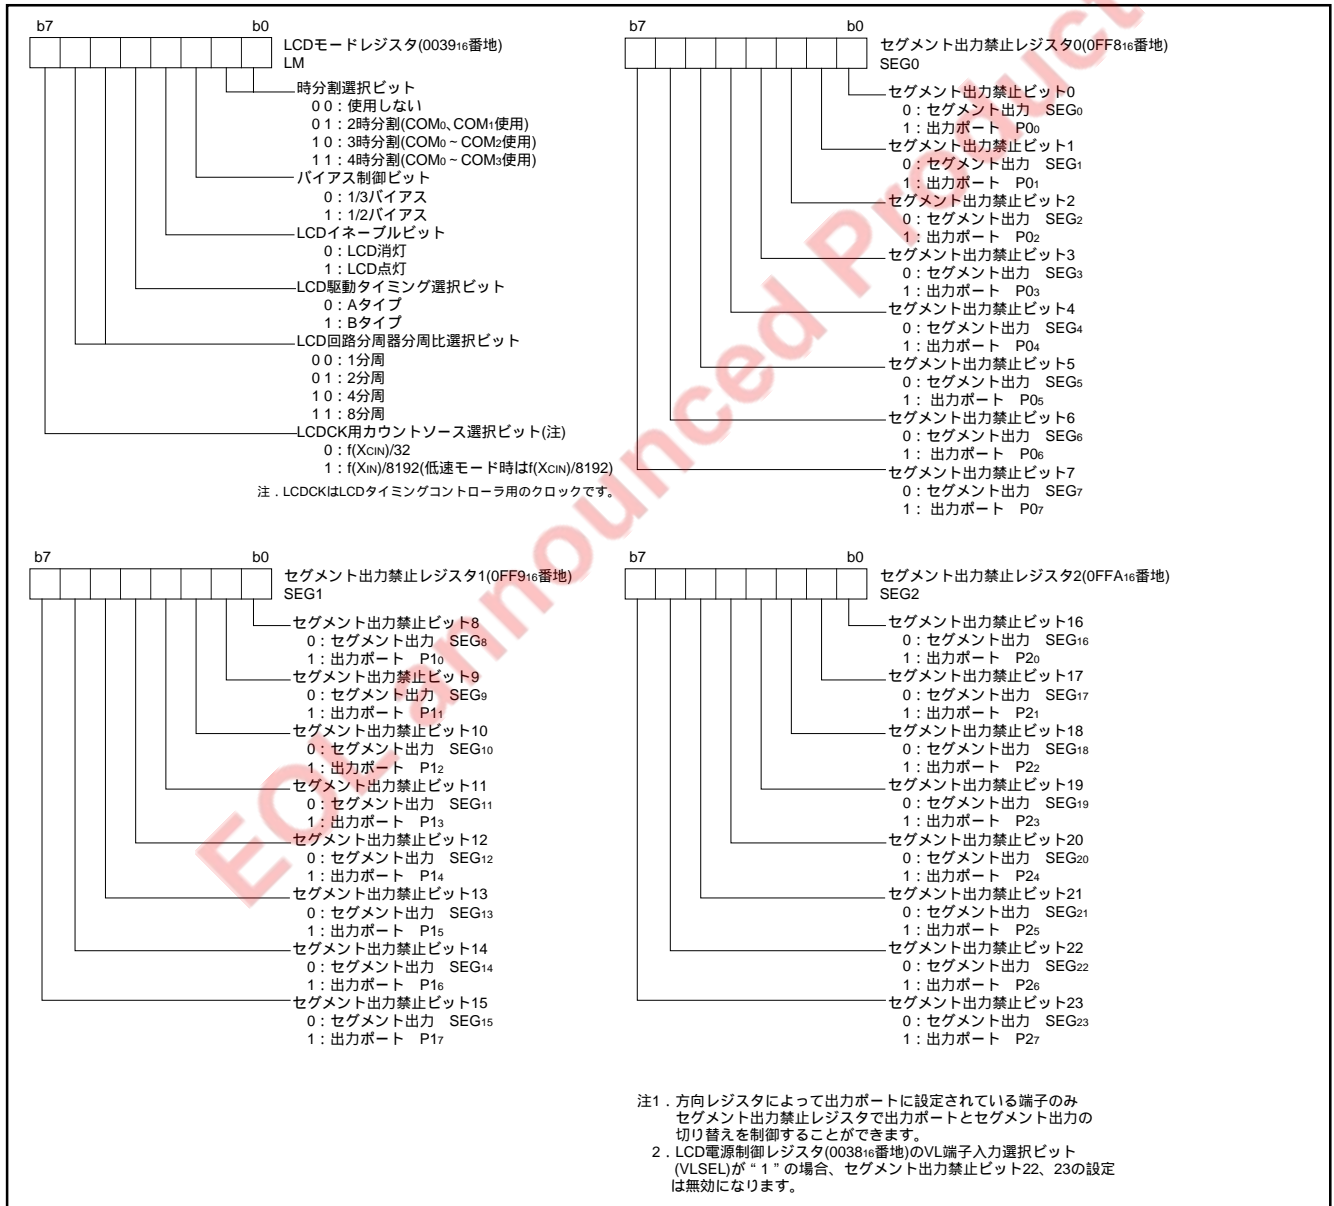 b7 b0
LCDモードレジスタ(003916番地)
LM
時分割選択ビット
0 0：使用しない
0 1：2時分割(COM0、COM1使用)
1 0：3時分割(COM0～COM2使用)
1 1：4時分割(COM0～COM3使用)
バイアス制御ビット
0：1/3バイアス
1：1/2バイアス
LCDイネーブルビット
0：LCD消灯
1：LCD点灯
LCD駆動タイミング選択ビット
0：Aタイプ
1：Bタイプ
LCD回路分周器分周比選択ビット
0 0：1分周
0 1：2分周
1 0：4分周
1 1：8分周
LCDCK用カウントソース選択ビット(注)
0：f(XCIN)/32
1：f(XIN)/8192(低速モード時はf(XCIN)/8192)
注．LCDCKはLCDタイミングコントローラ用のクロックです。
b7 b0
セグメント出力禁止レジスタ0(0FF816番地)
SEG0
セグメント出力禁止ビット0
0：セグメント出力 SEG0
1：出力ポート P00
セグメント出力禁止ビット1
0：セグメント出力 SEG1
1：出力ポート P01
セグメント出力禁止ビット2
0：セグメント出力 SEG2
1：出力ポート P02
セグメント出力禁止ビット3
0：セグメント出力 SEG3
1：出力ポート P03
セグメント出力禁止ビット4
0：セグメント出力 SEG4
1：出力ポート P04
セグメント出力禁止ビット5
0：セグメント出力 SEG5
1：出力ポート P05
セグメント出力禁止ビット6
0：セグメント出力 SEG6
1：出力ポート P06
セグメント出力禁止ビット7
0：セグメント出力 SEG7
1：出力ポート P07
b7 b0
セグメント出力禁止レジスタ1(0FF916番地)
SEG1
セグメント出力禁止ビット8
0：セグメント出力 SEG8
1：出力ポート P10
セグメント出力禁止ビット9
0：セグメント出力 SEG9
1：出力ポート P11
セグメント出力禁止ビット10
0：セグメント出力 SEG10
1：出力ポート P12
セグメント出力禁止ビット11
0：セグメント出力 SEG11
1：出力ポート P13
セグメント出力禁止ビット12
0：セグメント出力 SEG12
1：出力ポート P14
セグメント出力禁止ビット13
0：セグメント出力 SEG13
1：出力ポート P15
セグメント出力禁止ビット14
0：セグメント出力 SEG14
1：出力ポート P16
セグメント出力禁止ビット15
0：セグメント出力 SEG15
1：出力ポート P17
b7 b0
セグメント出力禁止レジスタ2(0FFA16番地)
SEG2
セグメント出力禁止ビット16
0：セグメント出力 SEG16
1：出力ポート P20
セグメント出力禁止ビット17
0：セグメント出力 SEG17
1：出力ポート P21
セグメント出力禁止ビット18
0：セグメント出力 SEG18
1：出力ポート P22
セグメント出力禁止ビット19
0：セグメント出力 SEG19
1：出力ポート P23
セグメント出力禁止ビット20
0：セグメント出力 SEG20
1：出力ポート P24
セグメント出力禁止ビット21
0：セグメント出力 SEG21
1：出力ポート P25
セグメント出力禁止ビット22
0：セグメント出力 SEG22
1：出力ポート P26
セグメント出力禁止ビット23
0：セグメント出力 SEG23
1：出力ポート P27
注1．方向レジスタによって出力ポートに設定されている端子のみ
セグメント出力禁止レジスタで出力ポートとセグメント出力の
切り替えを制御することができます。
2．LCD電源制御レジスタ(003816番地)のVL端子入力選択ビット
(VLSEL)が“1”の場合、セグメント出力禁止ビット22、23の設定
は無効になります。
EOL announced Product